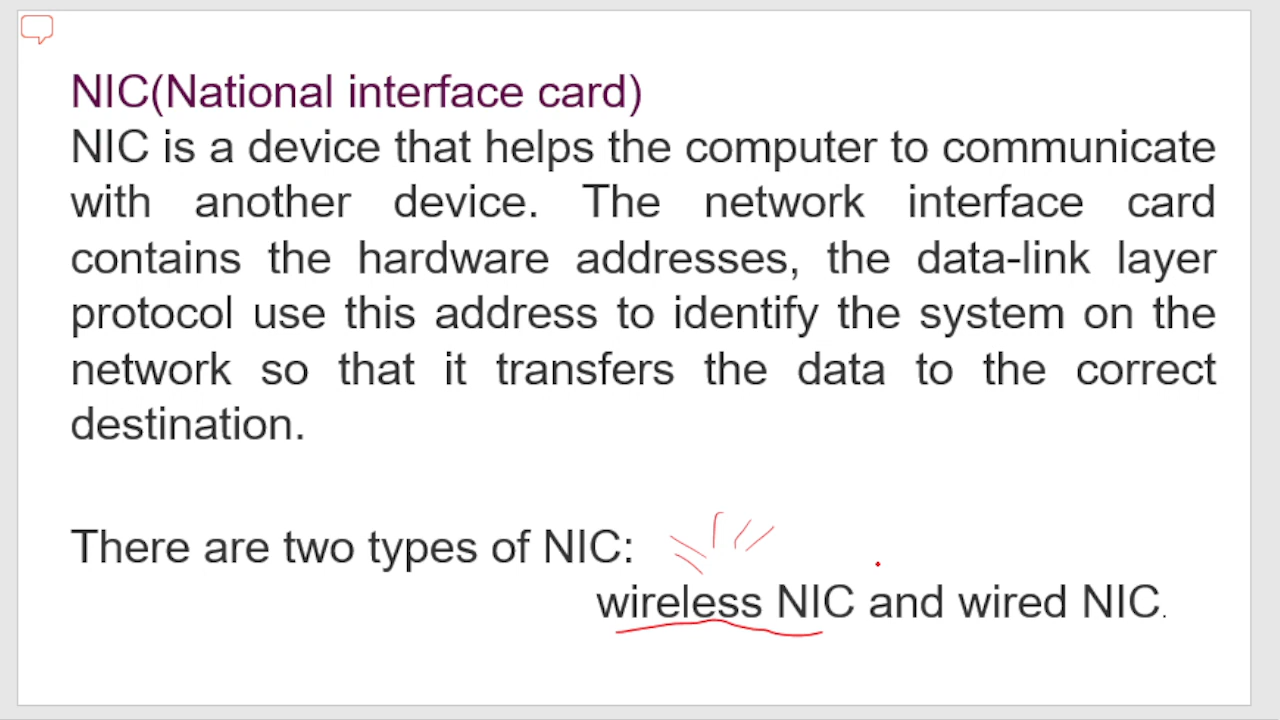 NIC(National interface card)
NIC is a device that helps the computer to communicate
with another device. The network interface card
contains the hardware addresses, the data-link layer
protocol use this address to identify the system on the
network so that it transfers the data to the correct
destination.
There are two types of NIC:
wireless NIC and wired NIC.